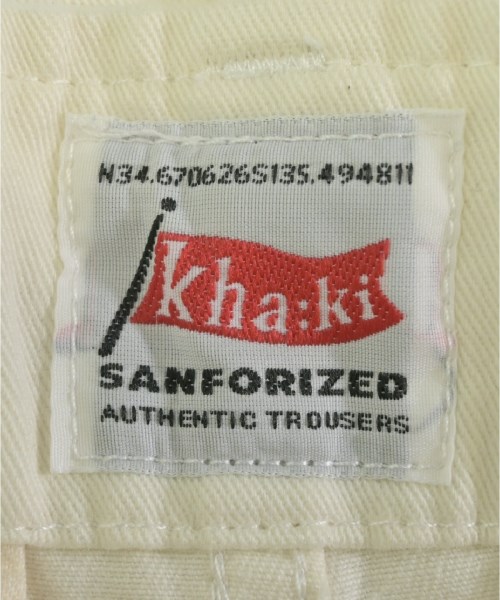 N34.670626S135.494811
kha:ki
SANFORIZED
AUTHENTIC TROUSERS